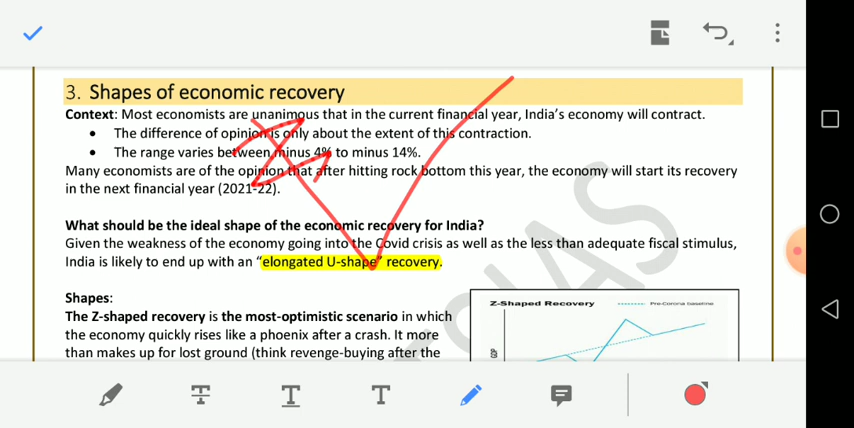 3. Shapes of economic recovery
Context: Most economists are unanimous that in the current financial year, India's economy will contract.
• The difference of opinion is only about the extent of this contraction.
• The range varies between minus 4% to minus 14%.
Many economists are of the opinion that after hitting rock bottom this year, the economy will start its recovery
in the next financial year (2021-22).
What should be the ideal shape of the economic recovery for India?
Given the weakness of the economy going into the Covid crisis as well as the less than adequate fiscal stimulus,
India is likely to end up with an “elongated U-shape” recovery.
Shapes:
The Z-shaped recovery is the most-optimistic scenario in which
the economy quickly rises like a phoenix after a crash. It more
than makes up for lost ground (think revenge-buying after the
Z-Shaped Recovery
Pre-Corona baseline
GDP
T
T
T